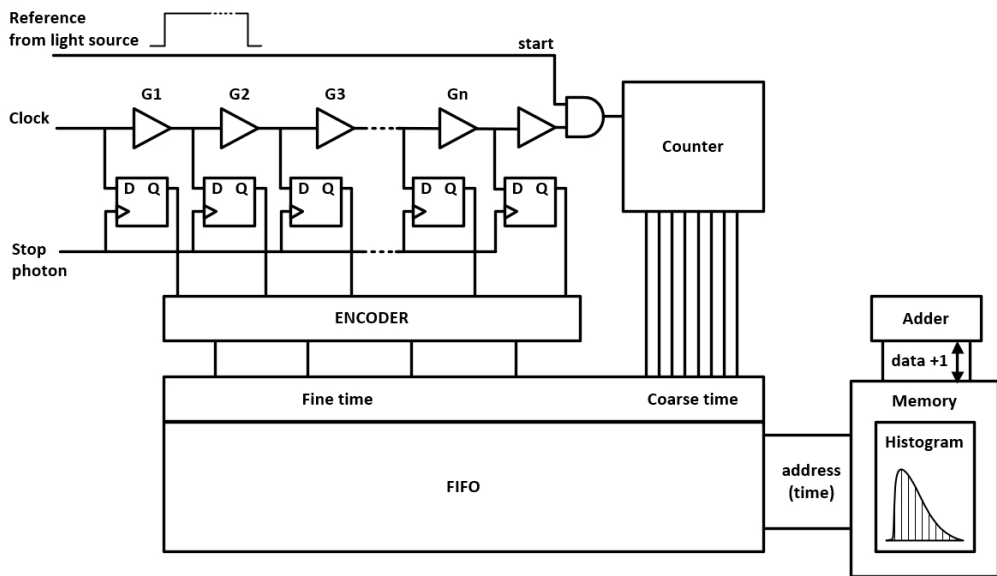 Reference
from light source
start
G1 G2 G3 Gn
Clock
Counter
D Q D Q D Q D Q D Q
Stop
photon
ENCODER
Adder
data +1
Fine time Coarse time
Memory
Histogram
FIFO
address
(time)